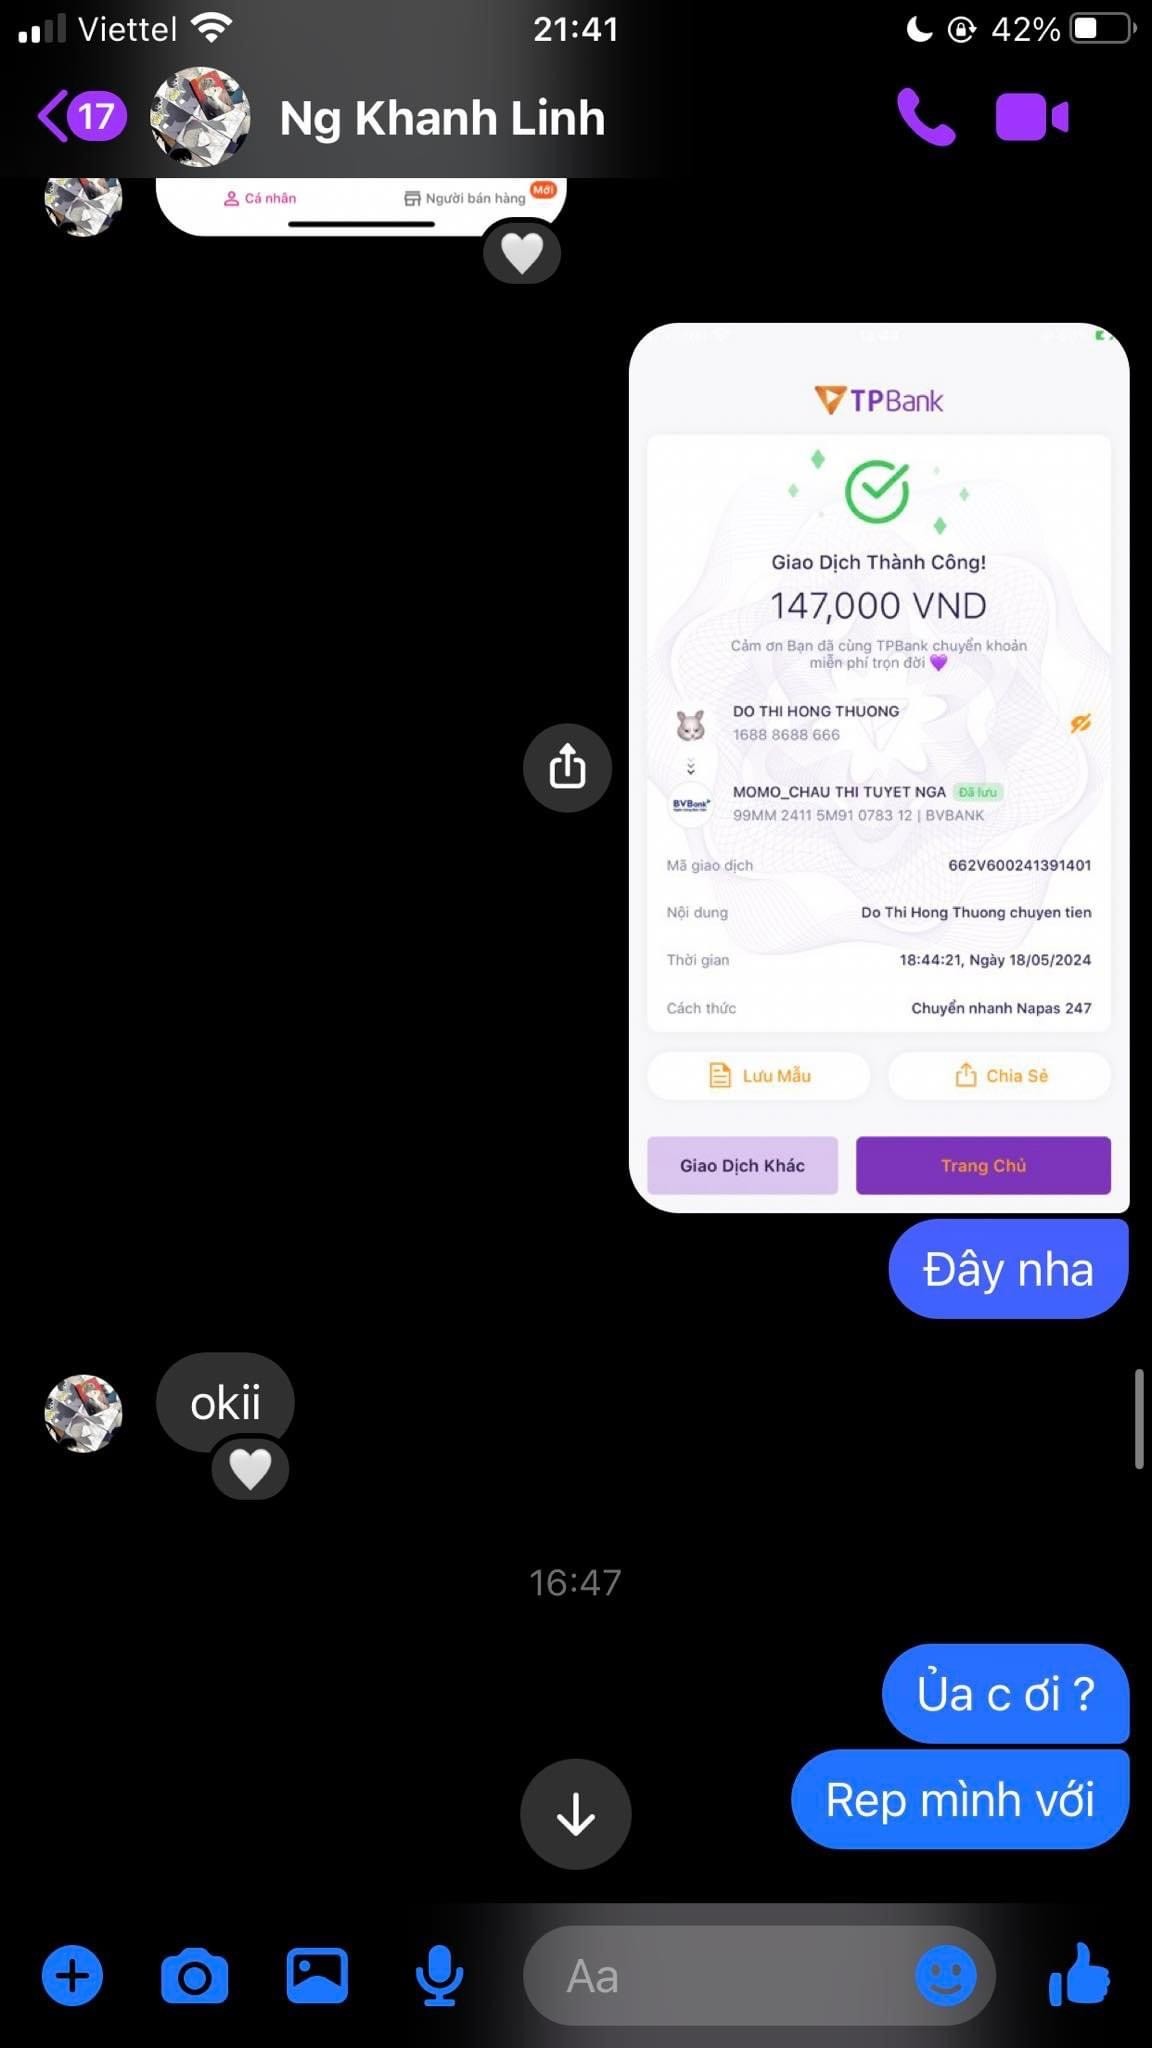 Viettel 21:41 42%
17 Ng Khanh Linh
Cá nhân Người bán hàng Mới
TPBank
Giao Dịch Thành Công!
147,000 VND
Cảm ơn Bạn đã cùng TPBank chuyển khoản
miễn phí trọn đời 💜
DO THI HONG THUONG
1688 8688 666
MOMO_CHAU THI TUYET NGA Đã lưu
BVBank
99MM 2411 5M91 0783 12 | BVBANK
Mã giao dịch 662V600241391401
Nội dung Do Thi Hong Thuong chuyen tien
Thời gian 18:44:21, Ngày 18/05/2024
Cách thức Chuyển nhanh Napas 247
Lưu Mẫu Chia Sẻ
Giao Dịch Khác Trang Chủ
Đây nha
okii
16:47
Ủa c ơi ?
Rep mình với
Aa